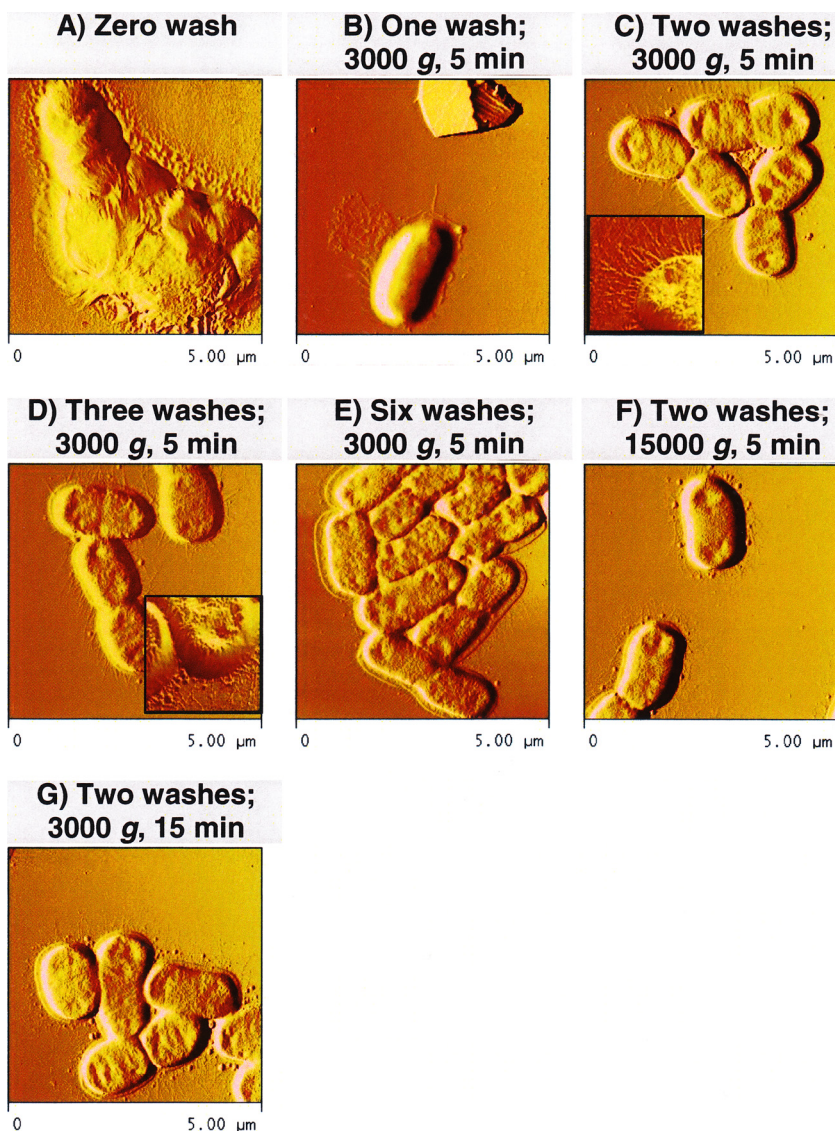 A) Zero wash
B) One wash;
3000 g, 5 min
C) Two washes;
3000 g, 5 min
0 5.00 µm
0 5.00 µm
0 5.00 µm
D) Three washes;
3000 g, 5 min
E) Six washes;
3000 g, 5 min
F) Two washes;
15000 g, 5 min
0 5.00 µm
0 5.00 µm
0 5.00 µm
G) Two washes;
3000 g, 15 min
0 5.00 µm